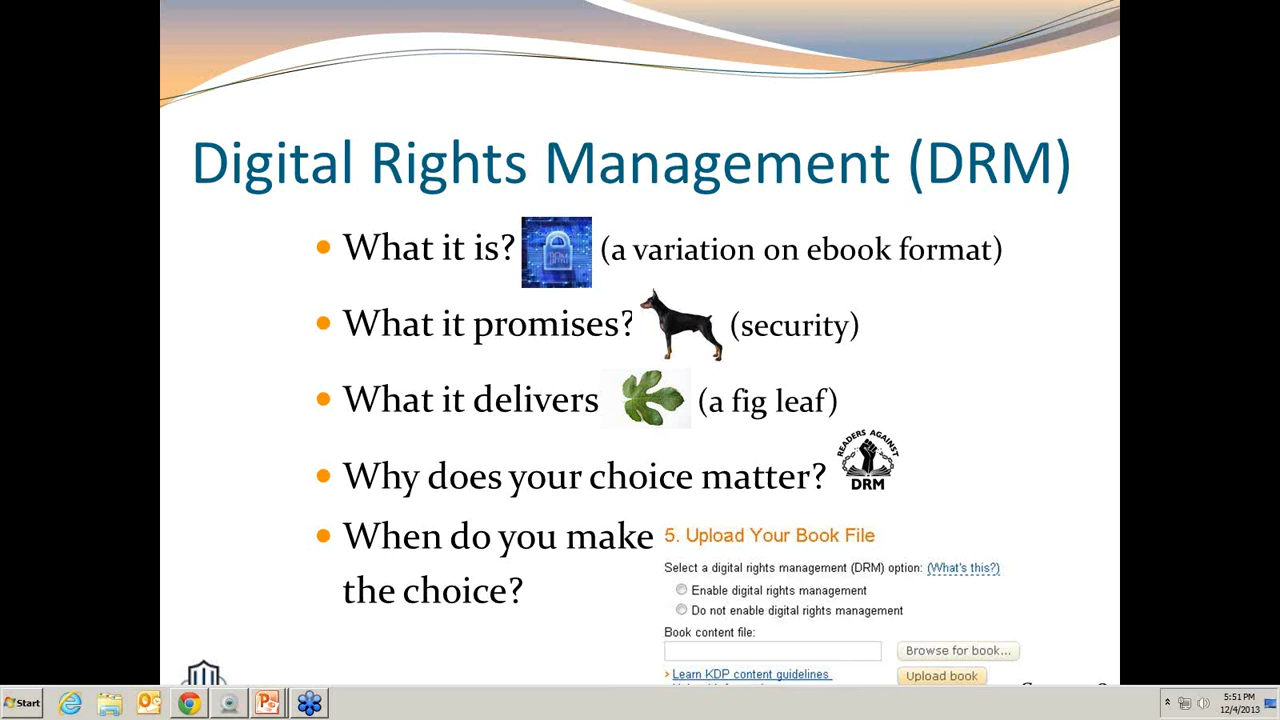 Digital Rights Management (DRM)
What it is? (a variation on ebook format)
What it promises? (security)
What it delivers (a fig leaf)
READERS AGAINST
DRM
Why does your choice matter?
When do you make
the choice?
5. Upload Your Book File
Select a digital rights management (DRM) option: (What's this?)
Enable digital rights management
Do not enable digital rights management
Book content file:
Browse for book...
Learn KDP content guidelines
Upload book
Start
5:51 PM
12/4/2013